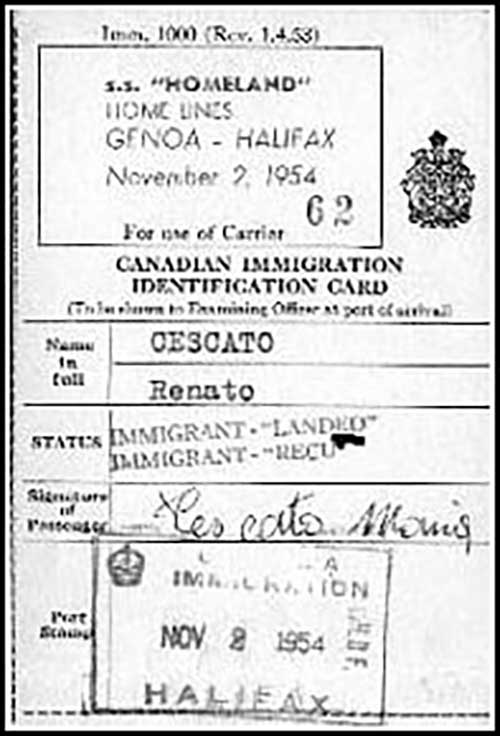 Imm. 1000 (Rev. 1.4.53)
s.s. "HOMELAND"
HOME LINES
GENOA - HALIFAX
November 2, 1954
62
For use of Carrier
CANADIAN IMMIGRATION
IDENTIFICATION CARD
(To be shown to Examining Officer at port of arrival)
Name in full
CESCATO
Renato
STATUS
IMMIGRANT - "LANDED"
IMMIGRANT - "RECU"
Signature of Passenger
Cescato Maria
Port Stamp
IMMIGRATION
NOV 2 1954
HALIFAX